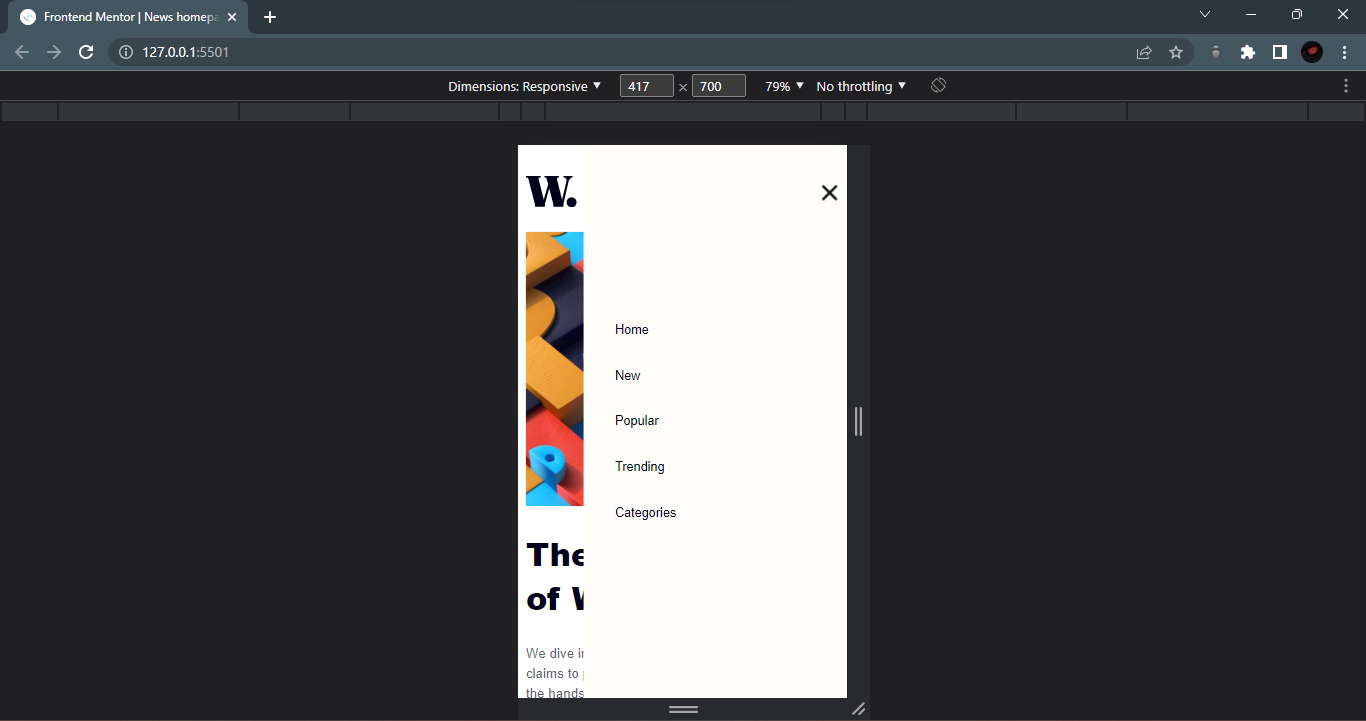 Frontend Mentor | News homepa
127.0.0.1:5501
Dimensions: Responsive 417 × 700 79% No throttling
W.
Home
New
Popular
Trending
Categories
The
of W
We dive in
claims to
the hands